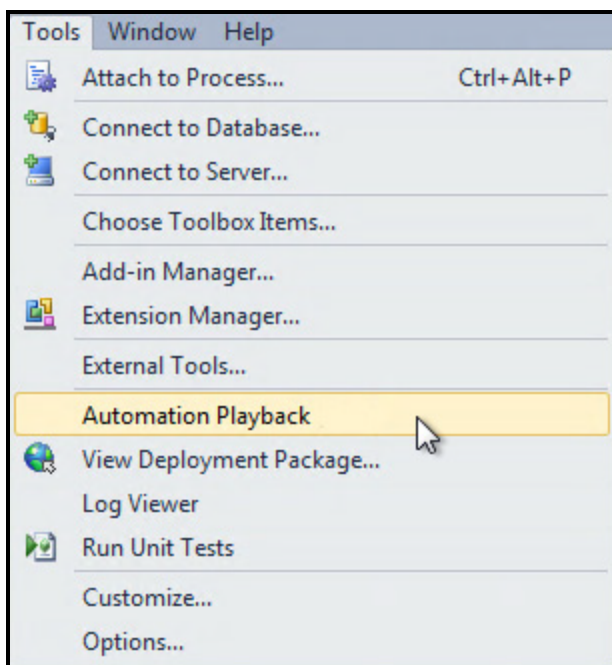 Tools Window Help
Attach to Process... Ctrl+Alt+P
Connect to Database...
Connect to Server...
Choose Toolbox Items...
Add-in Manager...
Extension Manager...
External Tools...
Automation Playback
View Deployment Package...
Log Viewer
Run Unit Tests
Customize...
Options...